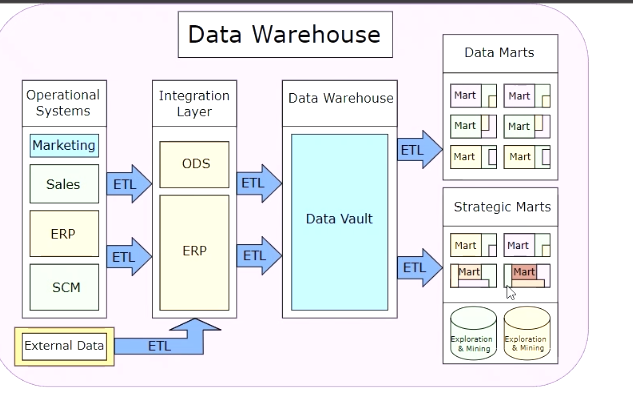 Data Warehouse
Operational
Systems
Marketing
Sales
ERP
SCM
External Data
ETL
ETL
ETL
Integration
Layer
ODS
ERP
ETL
ETL
Data Warehouse
Data Vault
ETL
ETL
Data Marts
Mart Mart
Mart Mart
Mart Mart
Strategic Marts
Mart Mart
Mart Mart
Exploration
& Mining
Exploration
& Mining